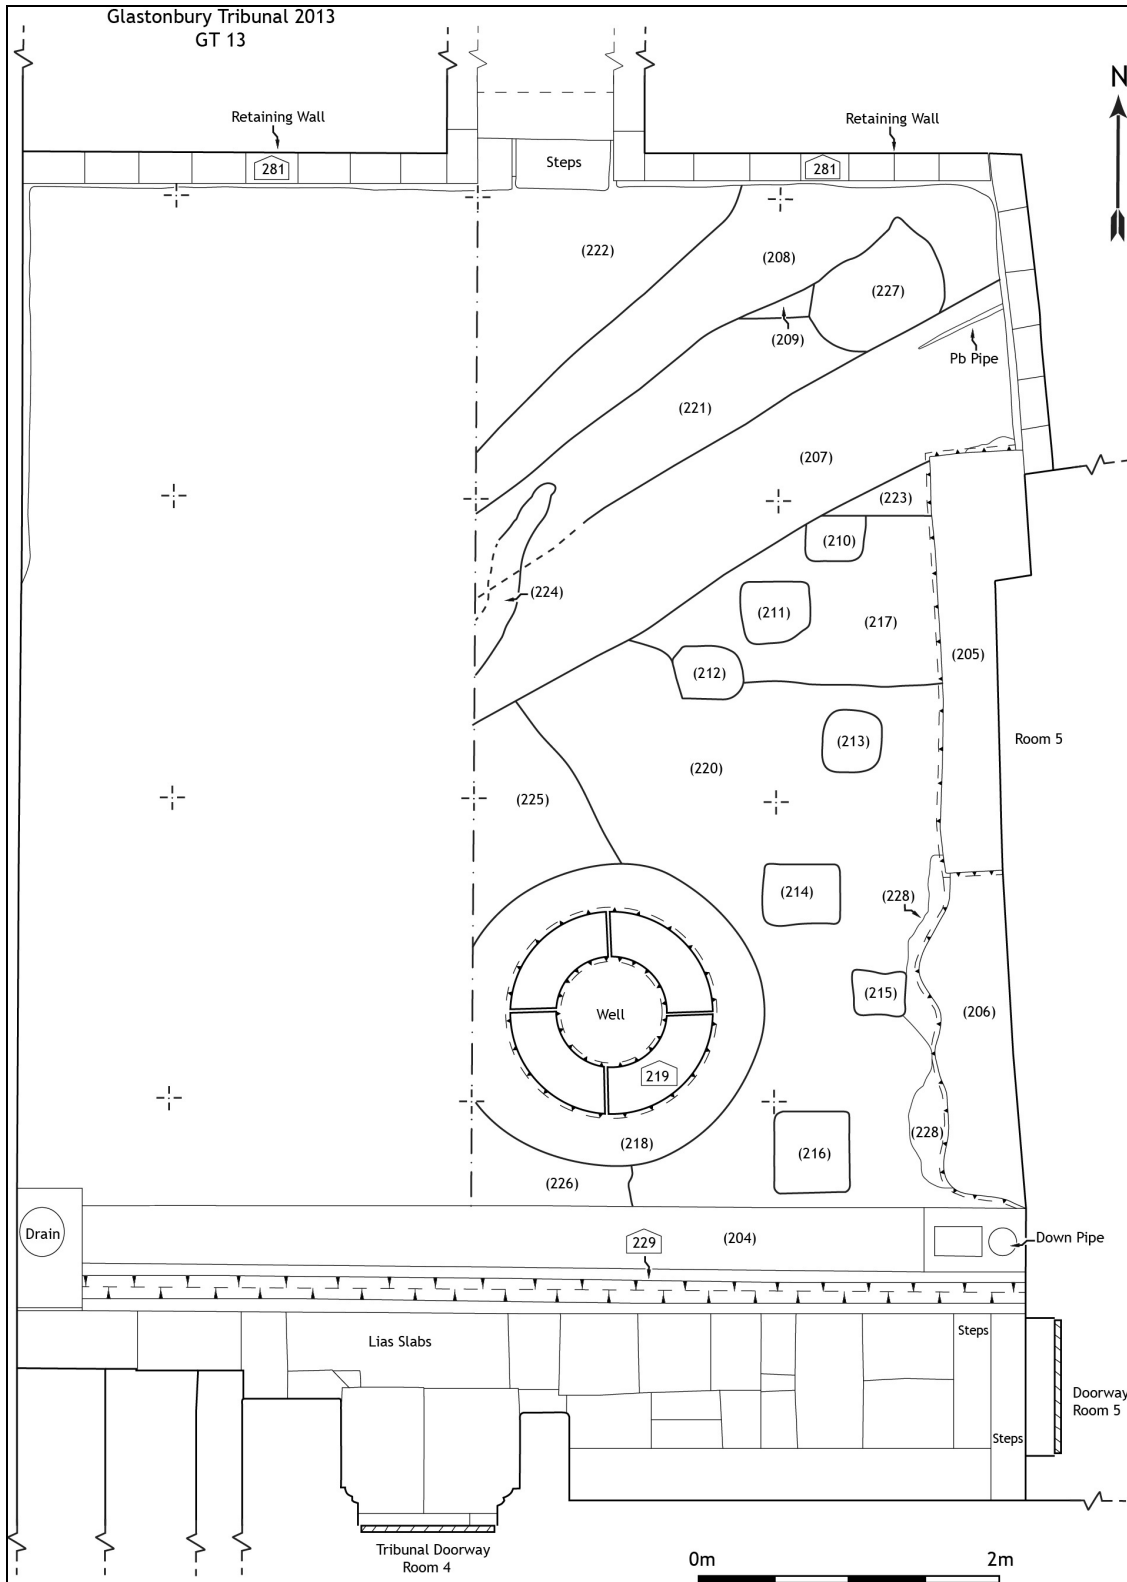 Glastonbury Tribunal 2013
GT 13
N
Retaining Wall
Retaining Wall
281
Steps
281
(222)
(208)
(227)
(209)
Pb Pipe
(221)
(207)
(223)
(210)
(224)
(211)
(217)
(205)
(212)
Room 5
(213)
(220)
(225)
(214)
(228)
(215)
(206)
Well
219
(228)
(218)
(216)
(226)
Drain
229
(204)
Down Pipe
Lias Slabs
Steps
Doorway
Room 5
Steps
Tribunal Doorway
Room 4
0m
2m